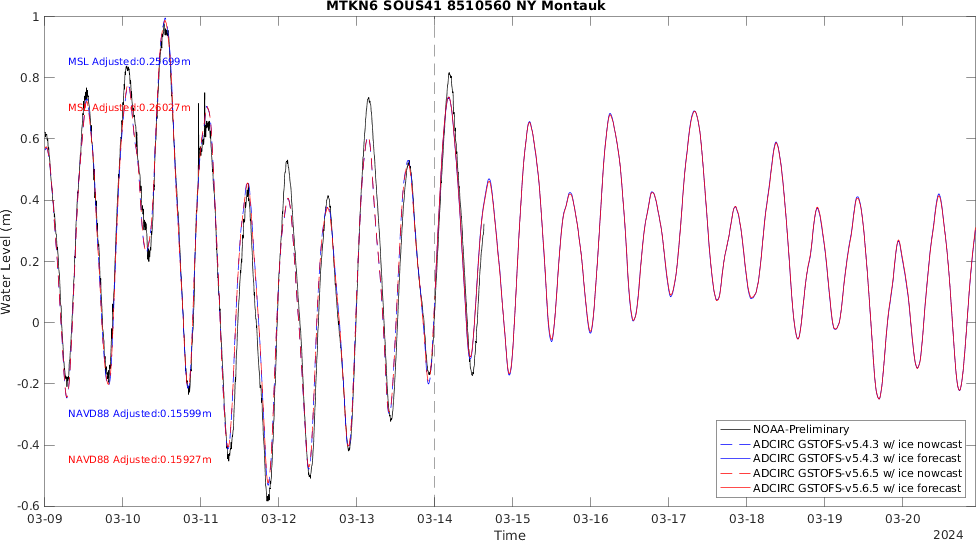 MTKN6 SOUS41 8510560 NY Montauk
1
0.8
0.6
0.4
0.2
0
-0.2
-0.4
-0.6
Water Level (m)
MSL Adjusted:0.25699m
MSL Adjusted:0.26027m
NAVD88 Adjusted:0.15599m
NAVD88 Adjusted:0.15927m
NOAA-Preliminary
ADCIRC GSTOFS-v5.4.3 w/ ice nowcast
ADCIRC GSTOFS-v5.4.3 w/ ice forecast
ADCIRC GSTOFS-v5.6.5 w/ ice nowcast
ADCIRC GSTOFS-v5.6.5 w/ ice forecast
03-09 03-10 03-11 03-12 03-13 03-14 03-15 03-16 03-17 03-18 03-19 03-20
Time
2024